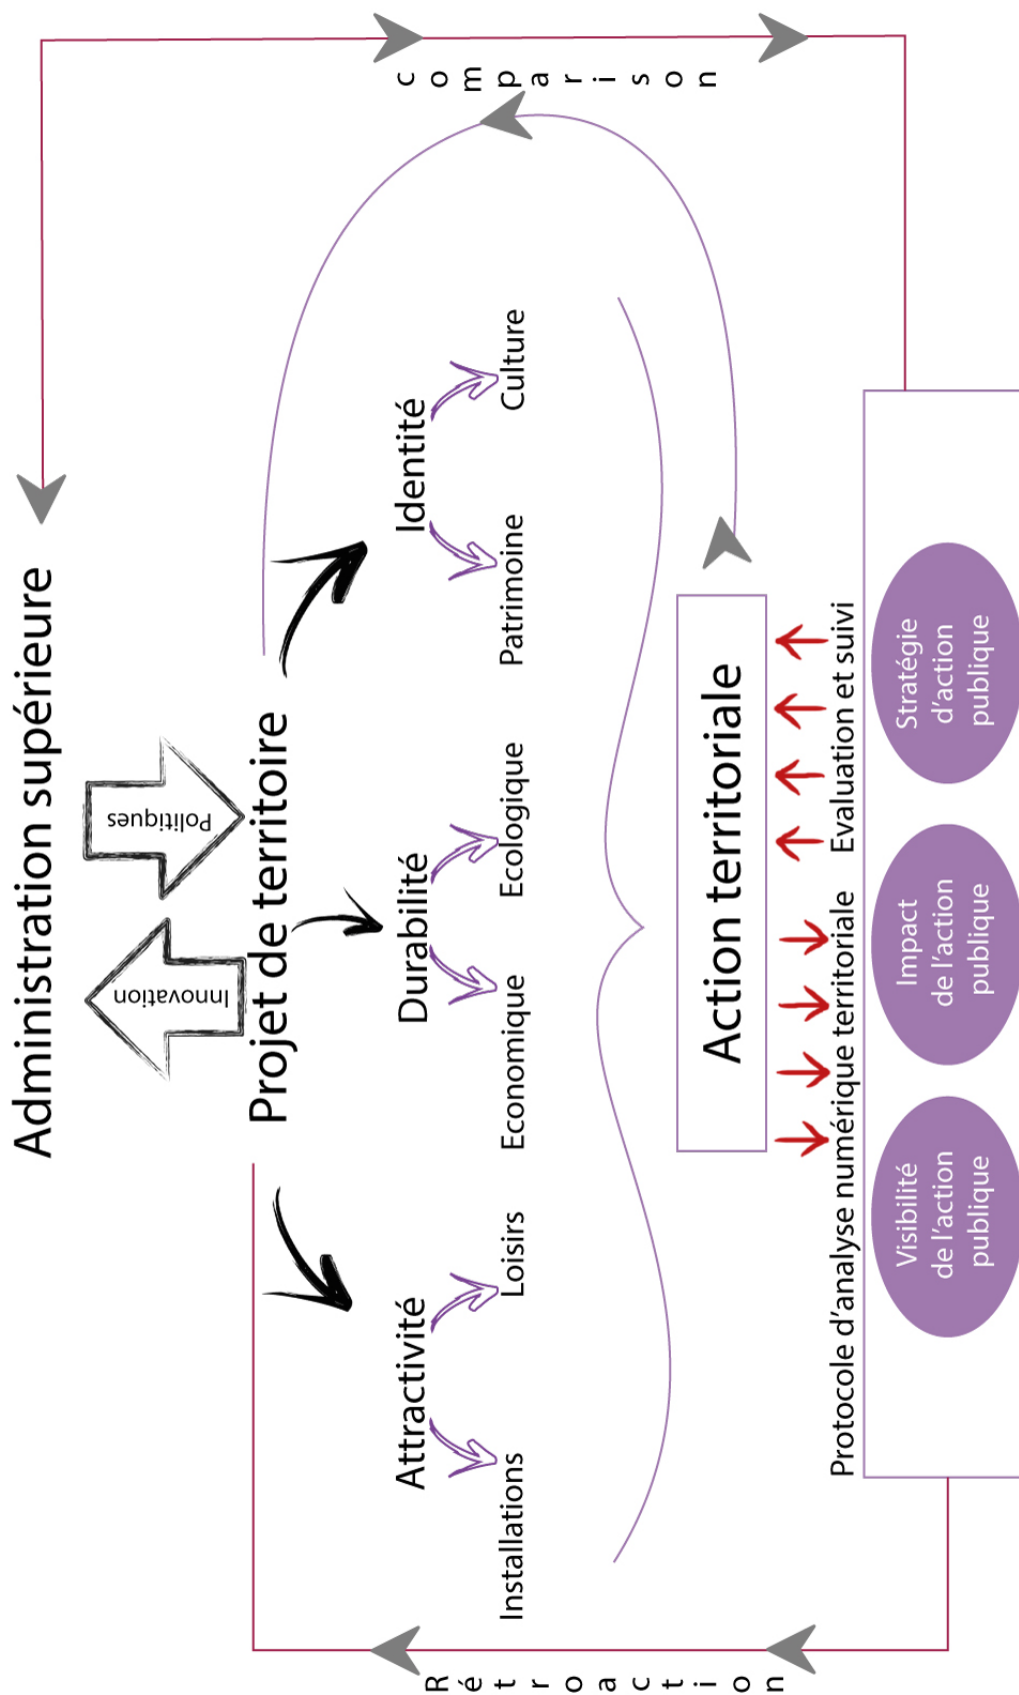 Administration supérieure
Innovation
Politiques
Projet de territoire
Attractivité
Durabilité
Identité
Installations
Loisirs
Economique
Ecologique
Patrimoine
Culture
Action territoriale
Protocole d'analyse numérique territoriale
Evaluation et suivi
Visibilité
de l'action
publique
Impact
de l'action
publique
Stratégie
d'action
publique
Rétroaction
comparison